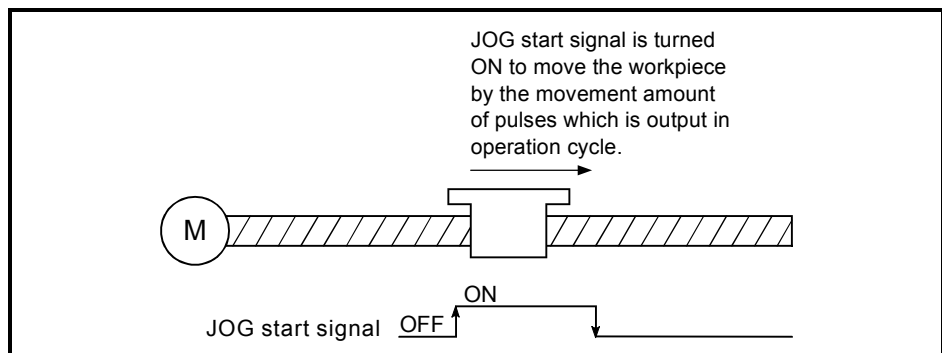 JOG start signal is turned
ON to move the workpiece
by the movement amount
of pulses which is output in
operation cycle.
M
ON
JOG start signal OFF